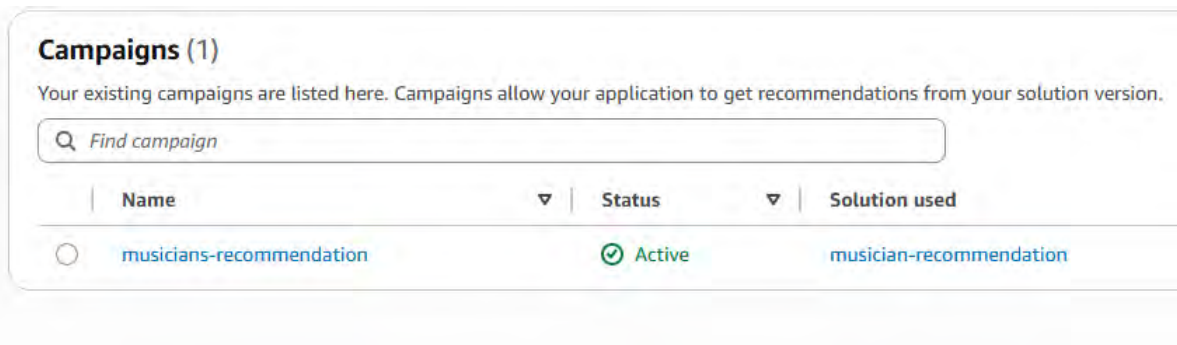 Campaigns (1)
Your existing campaigns are listed here. Campaigns allow your application to get recommendations from your solution version.
Find campaign
Name Status Solution used
musicians-recommendation Active musician-recommendation